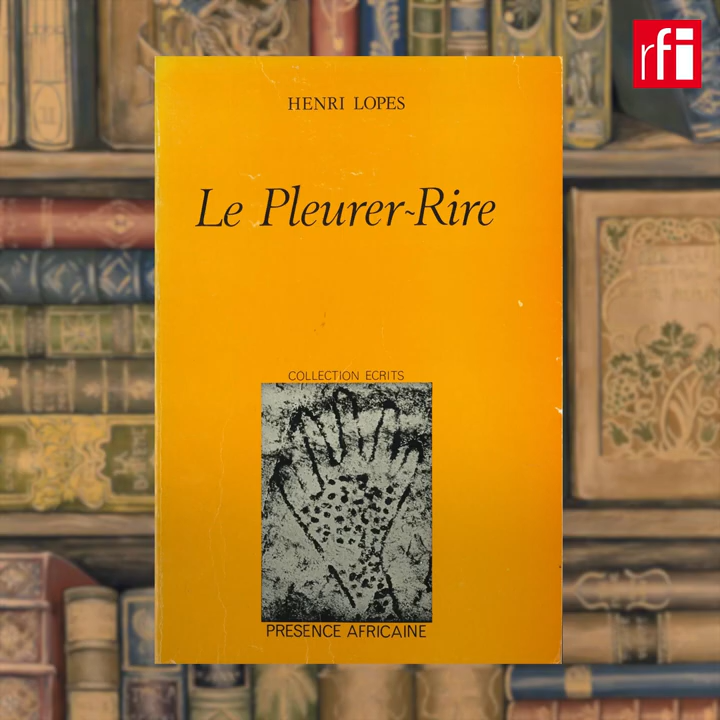 rfi
HENRI LOPES
Le Pleurer~Rire
COLLECTION ECRITS
PRESENCE AFRICAINE